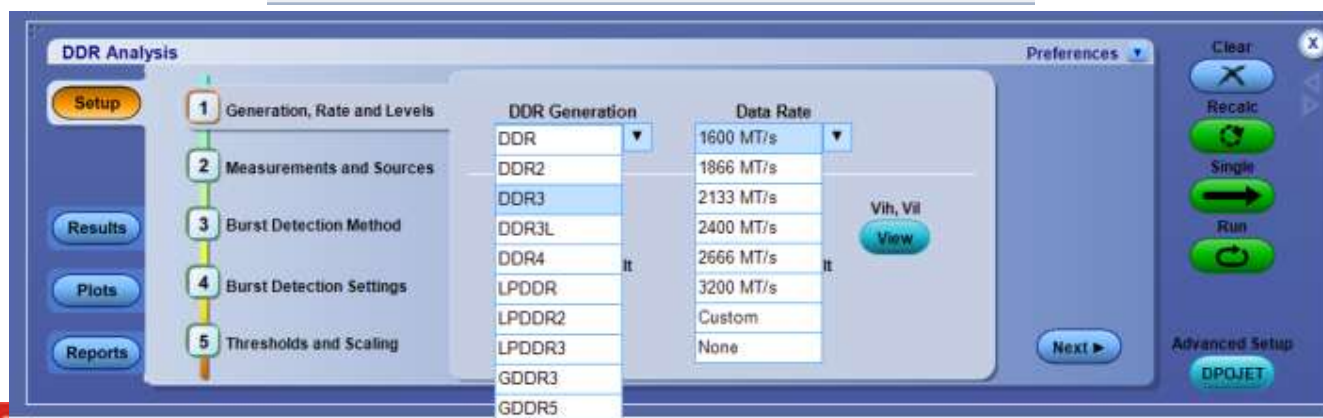 DDR Analysis
Preferences
Setup
Results
Plots
Reports
1 Generation, Rate and Levels
2 Measurements and Sources
3 Burst Detection Method
4 Burst Detection Settings
5 Thresholds and Scaling
DDR Generation
DDR
DDR2
DDR3
DDR3L
DDR4
LPDDR
LPDDR2
LPDDR3
GDDR3
GDDR5
lt
Data Rate
1600 MT/s
1866 MT/s
2133 MT/s
2400 MT/s
2666 MT/s
3200 MT/s
Custom
None
lt
Vih, Vil
View
Next
Clear
X
Recalc
Single
Run
Advanced Setup
DPOJET